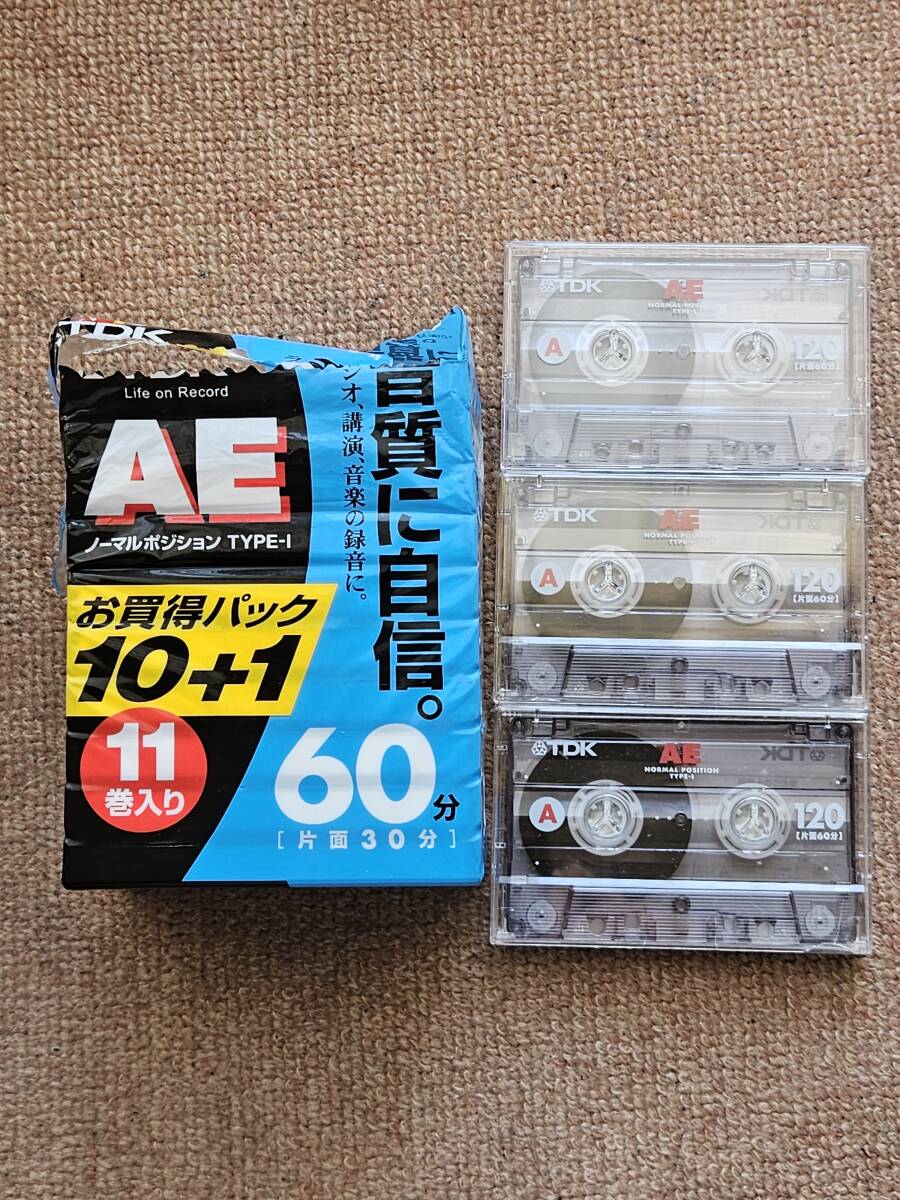 TDK
Life on Record
AE
ノーマルポジション TYPE-I
お買得パック
10+1
11
巻入り
音質に自信。
オ、講演、音楽の録音に。
60分
[片面30分]
TDK
AE
NORMAL POSITION
TYPE-I
A
120
[片面60分]
TDK
AE
NORMAL POSITION
TYPE-I
A
120
[片面60分]
TDK
AE
NORMAL POSITION
TYPE-I
A
120
[片面60分]